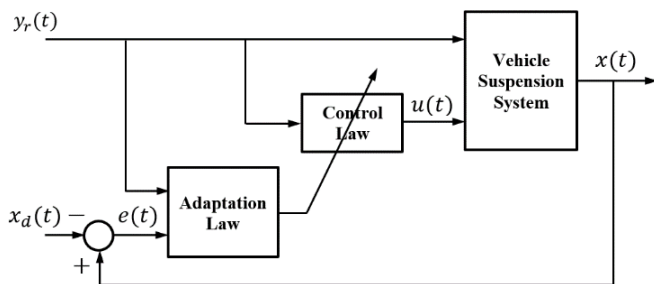 y_r(t)
Vehicle
Suspension
System
x(t)
Control
Law
u(t)
Adaptation
Law
x_d(t) −
e(t)
+